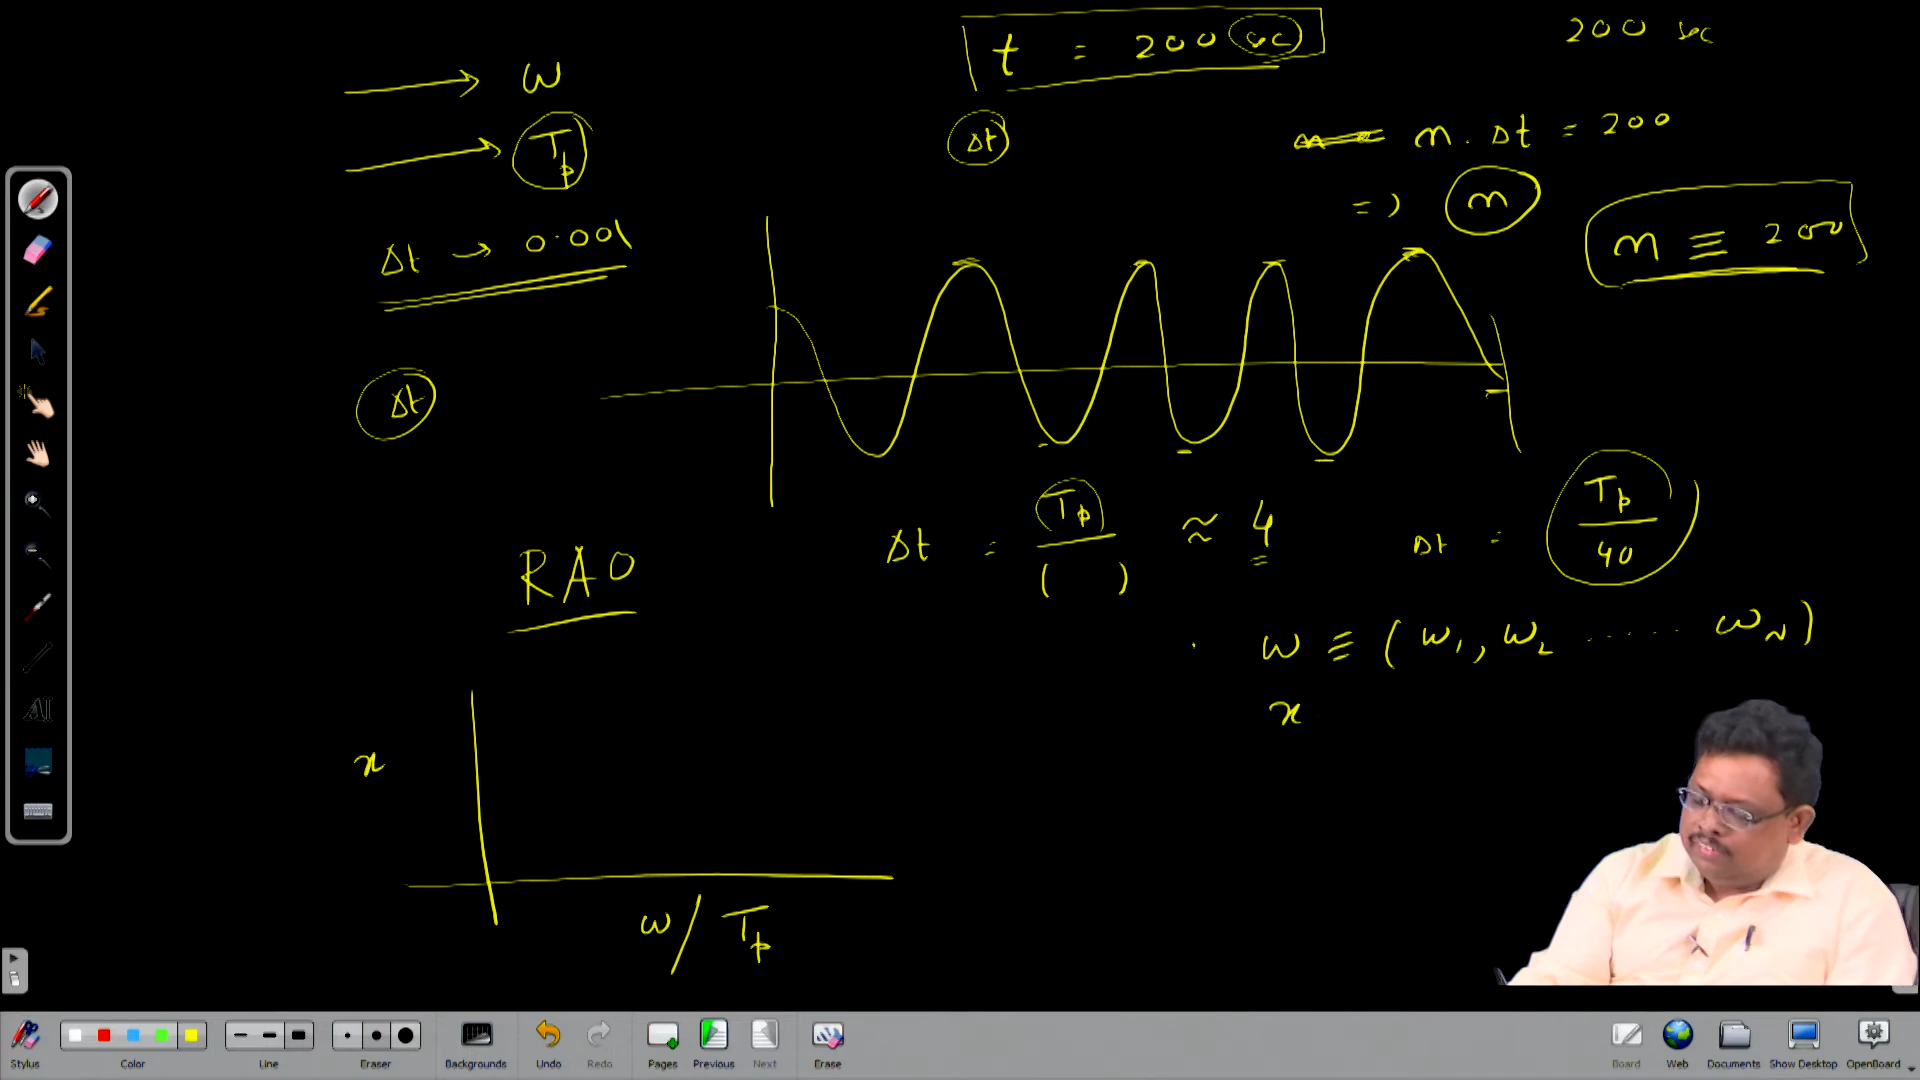 t = 200 sec
200 sec
ω
Tp
Δt
n . Δt = 200
=> n
n ≡ 200
Δt → 0.001
Δt
Δt = Tp / ( ) ≈ 4
Δt = Tp / 40
RAO
ω ≡ (ω1, ω2 ...... ωN)
x
x
ω / Tp
AI
Stylus
Color
Line
Eraser
Backgrounds
Undo
Redo
Pages
Previous
Next
Erase
Board
Web
Documents
Show Desktop
OpenBoard